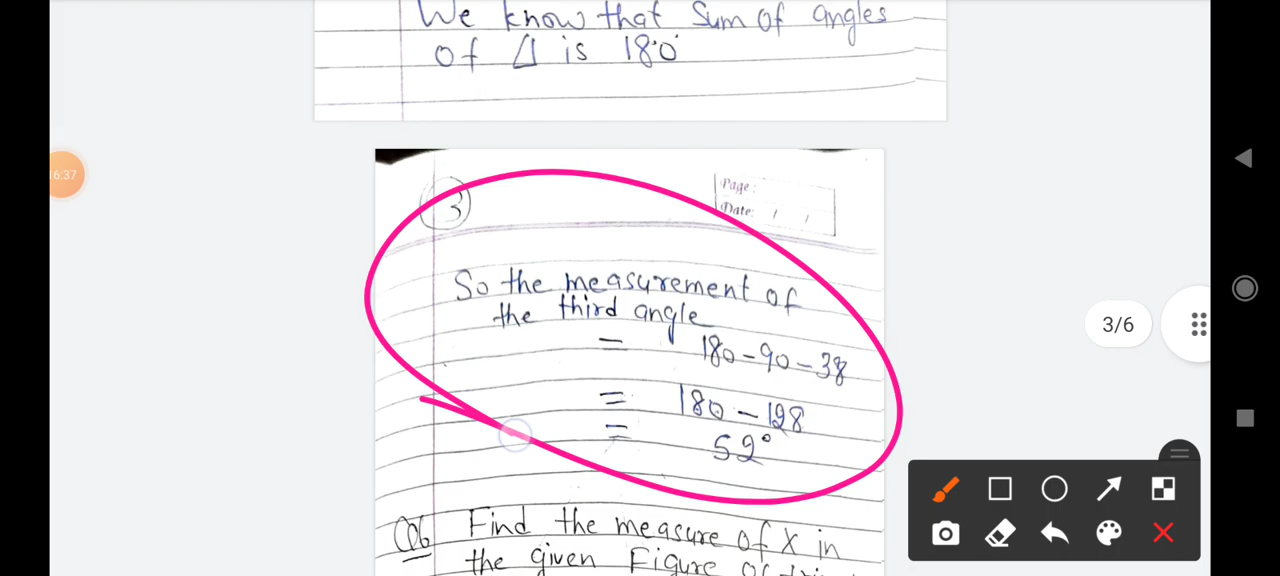 We know that Sum of angles
of Δ is 180°
6:37
3
Page:
Date: / /
So the measurement of
the third angle
= 180-90-38
= 180-128
= 52°
3/6
Q6 Find the measure of X in
the given Figure of